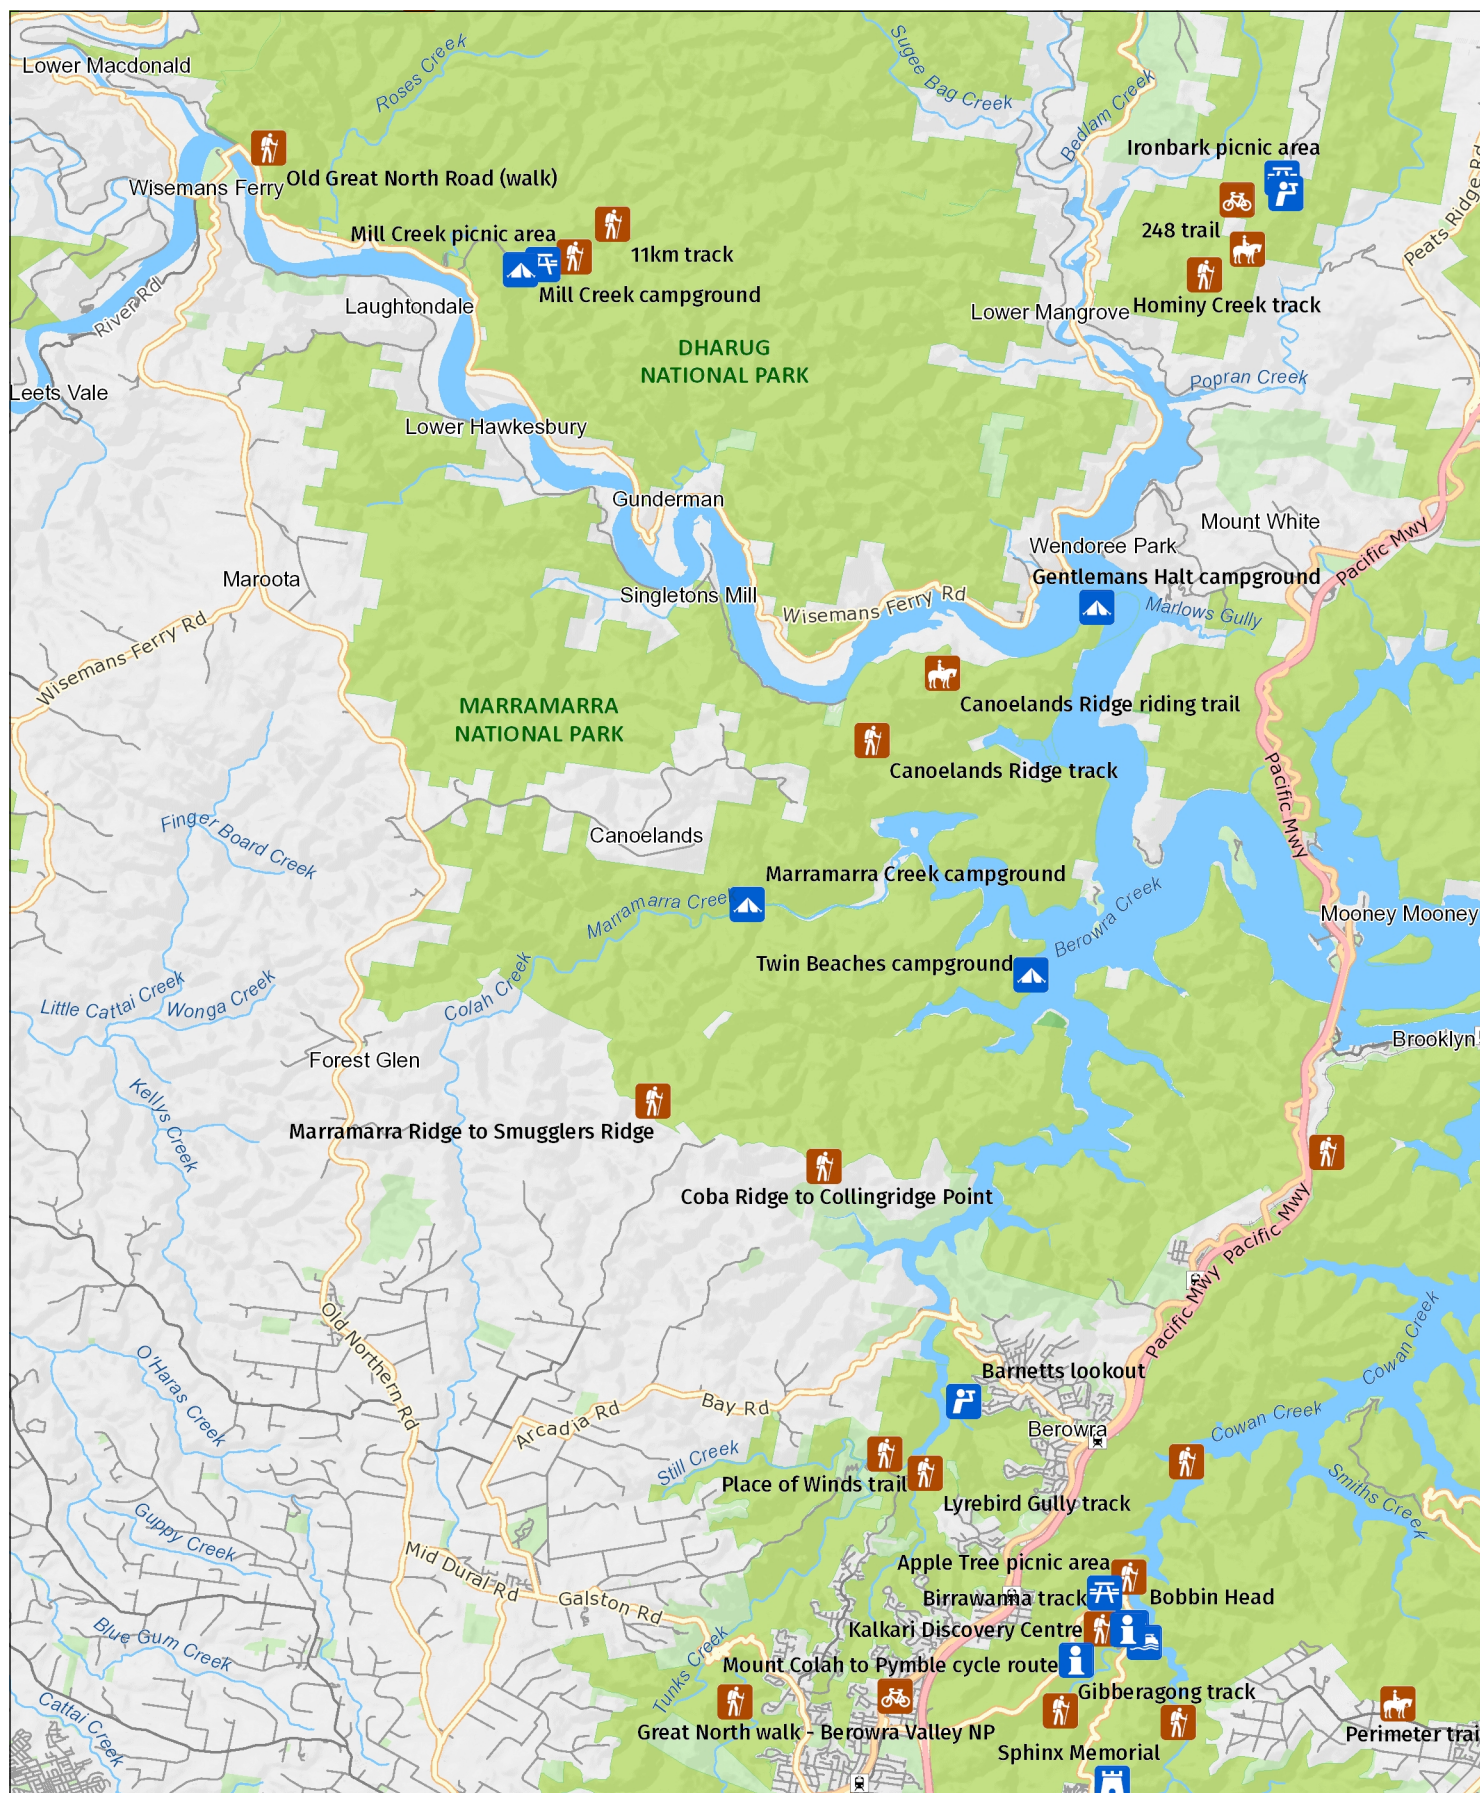 Lower Macdonald
Roses Creek
Sugee Bag Creek
Bedlam Creek
Ironbark picnic area
Old Great North Road (walk)
Wisemans Ferry
Peats Ridge Rd
248 trail
Mill Creek picnic area
11km track
Mill Creek campground
River Rd
Laughtondale
Lower Mangrove
Hominy Creek track
DHARUG
NATIONAL PARK
Popran Creek
Leets Vale
Lower Hawkesbury
Gunderman
Mount White
Pacific Mwy
Wendoree Park
Gentlemans Halt campground
Maroota
Singletons Mill
Wisemans Ferry Rd
Marlows Gully
Wisemans Ferry Rd
MARRAMARRA
NATIONAL PARK
Canoelands Ridge riding trail
Canoelands Ridge track
Pacific Mwy
Finger Board Creek
Canoelands
Marramarra Creek campground
Marramarra Creek
Berowra Creek
Mooney Mooney
Twin Beaches campground
Colah Creek
Little Cattai Creek
Wonga Creek
Brooklyn
Forest Glen
Kellys Creek
Marramarra Ridge to Smugglers Ridge
Coba Ridge to Collingridge Point
Pacific Mwy
Pacific Mwy
Old Northern Rd
Cowan Creek
O'Haras Creek
Barnetts lookout
Bay Rd
Arcadia Rd
Berowra
Cowan Creek
Still Creek
Place of Winds trail
Smiths Creek
Lyrebird Gully track
Guppy Creek
Mid Dural Rd
Apple Tree picnic area
Galston Rd
Birrawanna track
Bobbin Head
Blue Gum Creek
Kalkari Discovery Centre
Tunks Creek
Mount Colah to Pymble cycle route
Gibberagong track
Cattai Creek
Great North walk - Berowra Valley NP
Perimeter trai
Sphinx Memorial